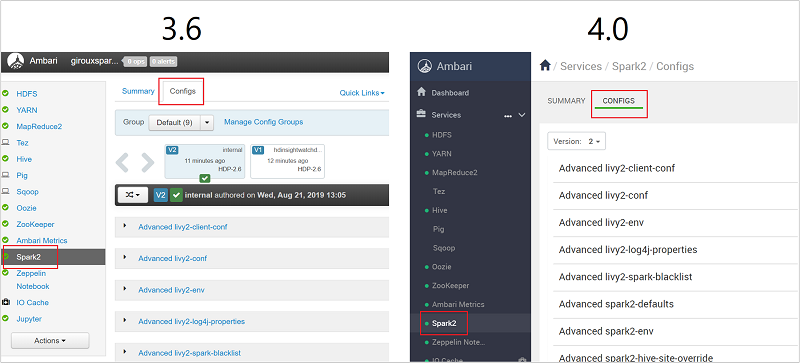 3.6
4.0
Ambari girouxspar... 0 ops 0 alerts
HDFS
YARN
MapReduce2
Tez
Hive
Pig
Sqoop
Oozie
ZooKeeper
Ambari Metrics
Spark2
Zeppelin
Notebook
IO Cache
Jupyter
Actions
Summary Configs Quick Links
Group Default (9) Manage Config Groups
V2 internal
11 minutes ago
HDP-2.6
V1 hdinsightwatchd...
12 minutes ago
HDP-2.6
V2 internal authored on Wed, Aug 21, 2019 13:05
Advanced livy2-client-conf
Advanced livy2-conf
Advanced livy2-env
Advanced livy2-log4j-properties
Advanced livy2-spark-blacklist
Ambari
Dashboard
Services ...
HDFS
YARN
MapReduce2
Tez
Hive
Pig
Sqoop
Oozie
ZooKeeper
Ambari Metrics
Spark2
Zeppelin Note...
IO Cache
/ Services / Spark2 / Configs
SUMMARY CONFIGS
Version: 2
Advanced livy2-client-conf
Advanced livy2-conf
Advanced livy2-env
Advanced livy2-log4j-properties
Advanced livy2-spark-blacklist
Advanced spark2-defaults
Advanced spark2-env
Advanced spark2-hive-site-override